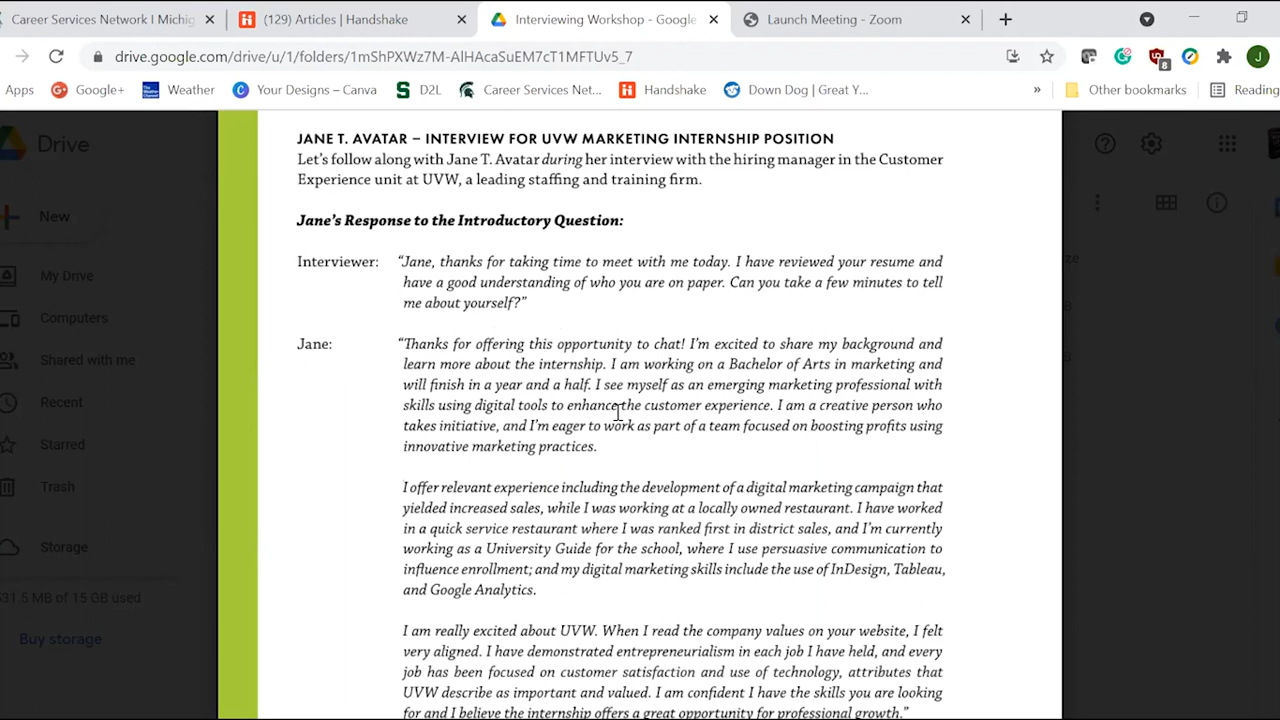 Career Services Network I Michig
(129) Articles | Handshake
Interviewing Workshop - Google
Launch Meeting - Zoom
drive.google.com/drive/u/1/folders/1mShPXWz7M-AlHAcaSuEM7cT1MFTUv5_7
8
J
Apps
Google+
Weather
Your Designes – Canva
D2L
Career Services Net...
Handshake
Down Dog | Great Y...
»
Other bookmarks
Reading
Drive
New
My Drive
Computers
Shared with me
Recent
Starred
Trash
Storage
531.5 MB of 15 GB used
Buy storage
JANE T. AVATAR – INTERVIEW FOR UVW MARKETING INTERNSHIP POSITION
Let's follow along with Jane T. Avatar during her interview with the hiring manager in the Customer
Experience unit at UVW, a leading staffing and training firm.
Jane's Response to the Introductory Question:
Interviewer: "Jane, thanks for taking time to meet with me today. I have reviewed your resume and
have a good understanding of who you are on paper. Can you take a few minutes to tell
me about yourself?"
Jane: "Thanks for offering this opportunity to chat! I'm excited to share my background and
learn more about the internship. I am working on a Bachelor of Arts in marketing and
will finish in a year and a half. I see myself as an emerging marketing professional with
skills using digital tools to enhance the customer experience. I am a creative person who
takes initiative, and I'm eager to work as part of a team focused on boosting profits using
innovative marketing practices.
I offer relevant experience including the development of a digital marketing campaign that
yielded increased sales, while I was working at a locally owned restaurant. I have worked
in a quick service restaurant where I was ranked first in district sales, and I'm currently
working as a University Guide for the school, where I use persuasive communication to
influence enrollment; and my digital marketing skills include the use of InDesign, Tableau,
and Google Analytics.
I am really excited about UVW. When I read the company values on your website, I felt
very aligned. I have demonstrated entrepreneurialism in each job I have held, and every
job has been focused on customer satisfaction and use of technology, attributes that
UVW describe as important and valued. I am confident I have the skills you are looking
for and I believe the internship offers a great opportunity for professional growth."